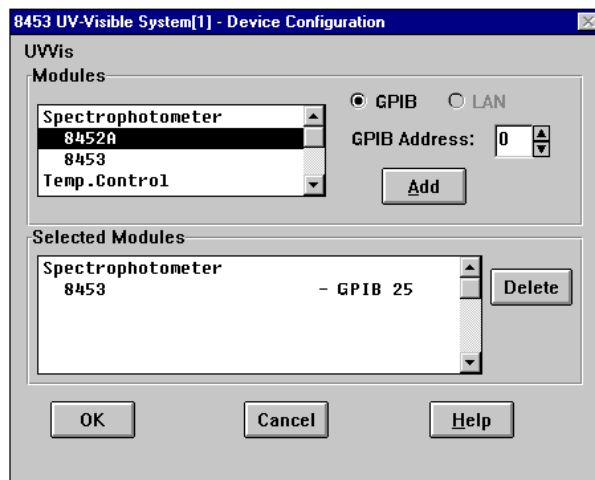 8453 UV-Visible System[1] - Device Configuration
UVVis
Modules
Spectrophotometer
8452A
8453
Temp.Control
GPIB LAN
GPIB Address: 0
Add
Selected Modules
Spectrophotometer
8453 - GPIB 25
Delete
OK Cancel Help